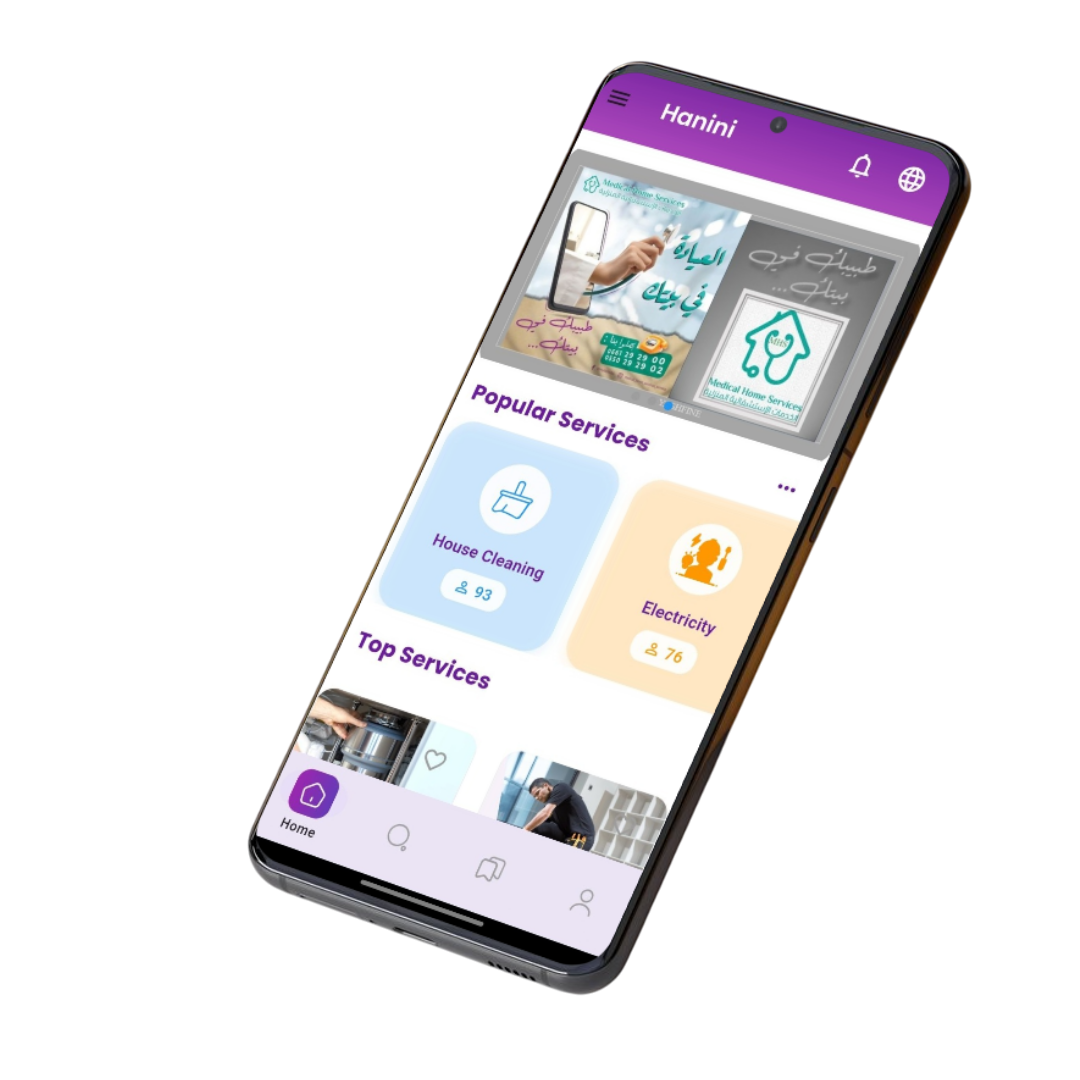 Hanini
Medical Home Services
العيادة
في بيتك
طبيبك في
بيتك...
0661 29 29 00
0550 29 29 02
طبيبك في
بيتك...
Medical Home Services
Popular Services
House Cleaning
93
Electricity
76
Top Services
Home